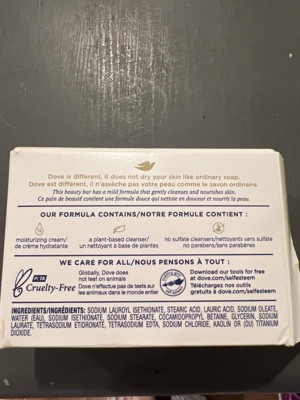 Dove is different, it does not dry your skin like ordinary soap.
Dove est différent, il n'assèche pas votre peau comme le savon ordinaire.
This beauty bar has a mild formula that gently cleanses and nourishes skin.
Ce pain de beauté contient une formule douce qui nettoie en douceur et nourrit la peau.
OUR FORMULA CONTAINS/NOTRE FORMULE CONTIENT :
moisturizing cream/
de crème hydratante
a plant-based cleanser/
un nettoyant à base de plantes
no sulfate cleansers/nettoyants sans sulfate
no parabens/sans parabènes
WE CARE FOR ALL/NOUS PENSONS À TOUT :
Cruelty-Free
Globally, Dove does
not test on animals
Dove n'effectue pas de tests sur
les animaux dans le monde entier
Download our tools for free
at dove.com/selfesteem
Téléchargez nos outils
gratuits à dove.com/selfesteem
INGREDIENTS/INGRÉDIENTS: SODIUM LAUROYL ISETHIONATE, STEARIC ACID, LAURIC ACID, SODIUM OLEATE,
WATER (EAU), SODIUM ISETHIONATE, SODIUM STEARATE, COCAMIDOPROPYL BETAINE, GLYCERIN, SODIUM
LAURATE, TETRASODIUM ETIDRONATE, TETRASODIUM EDTA, SODIUM CHLORIDE, KAOLIN OR (OU) TITANIUM
DIOXIDE.